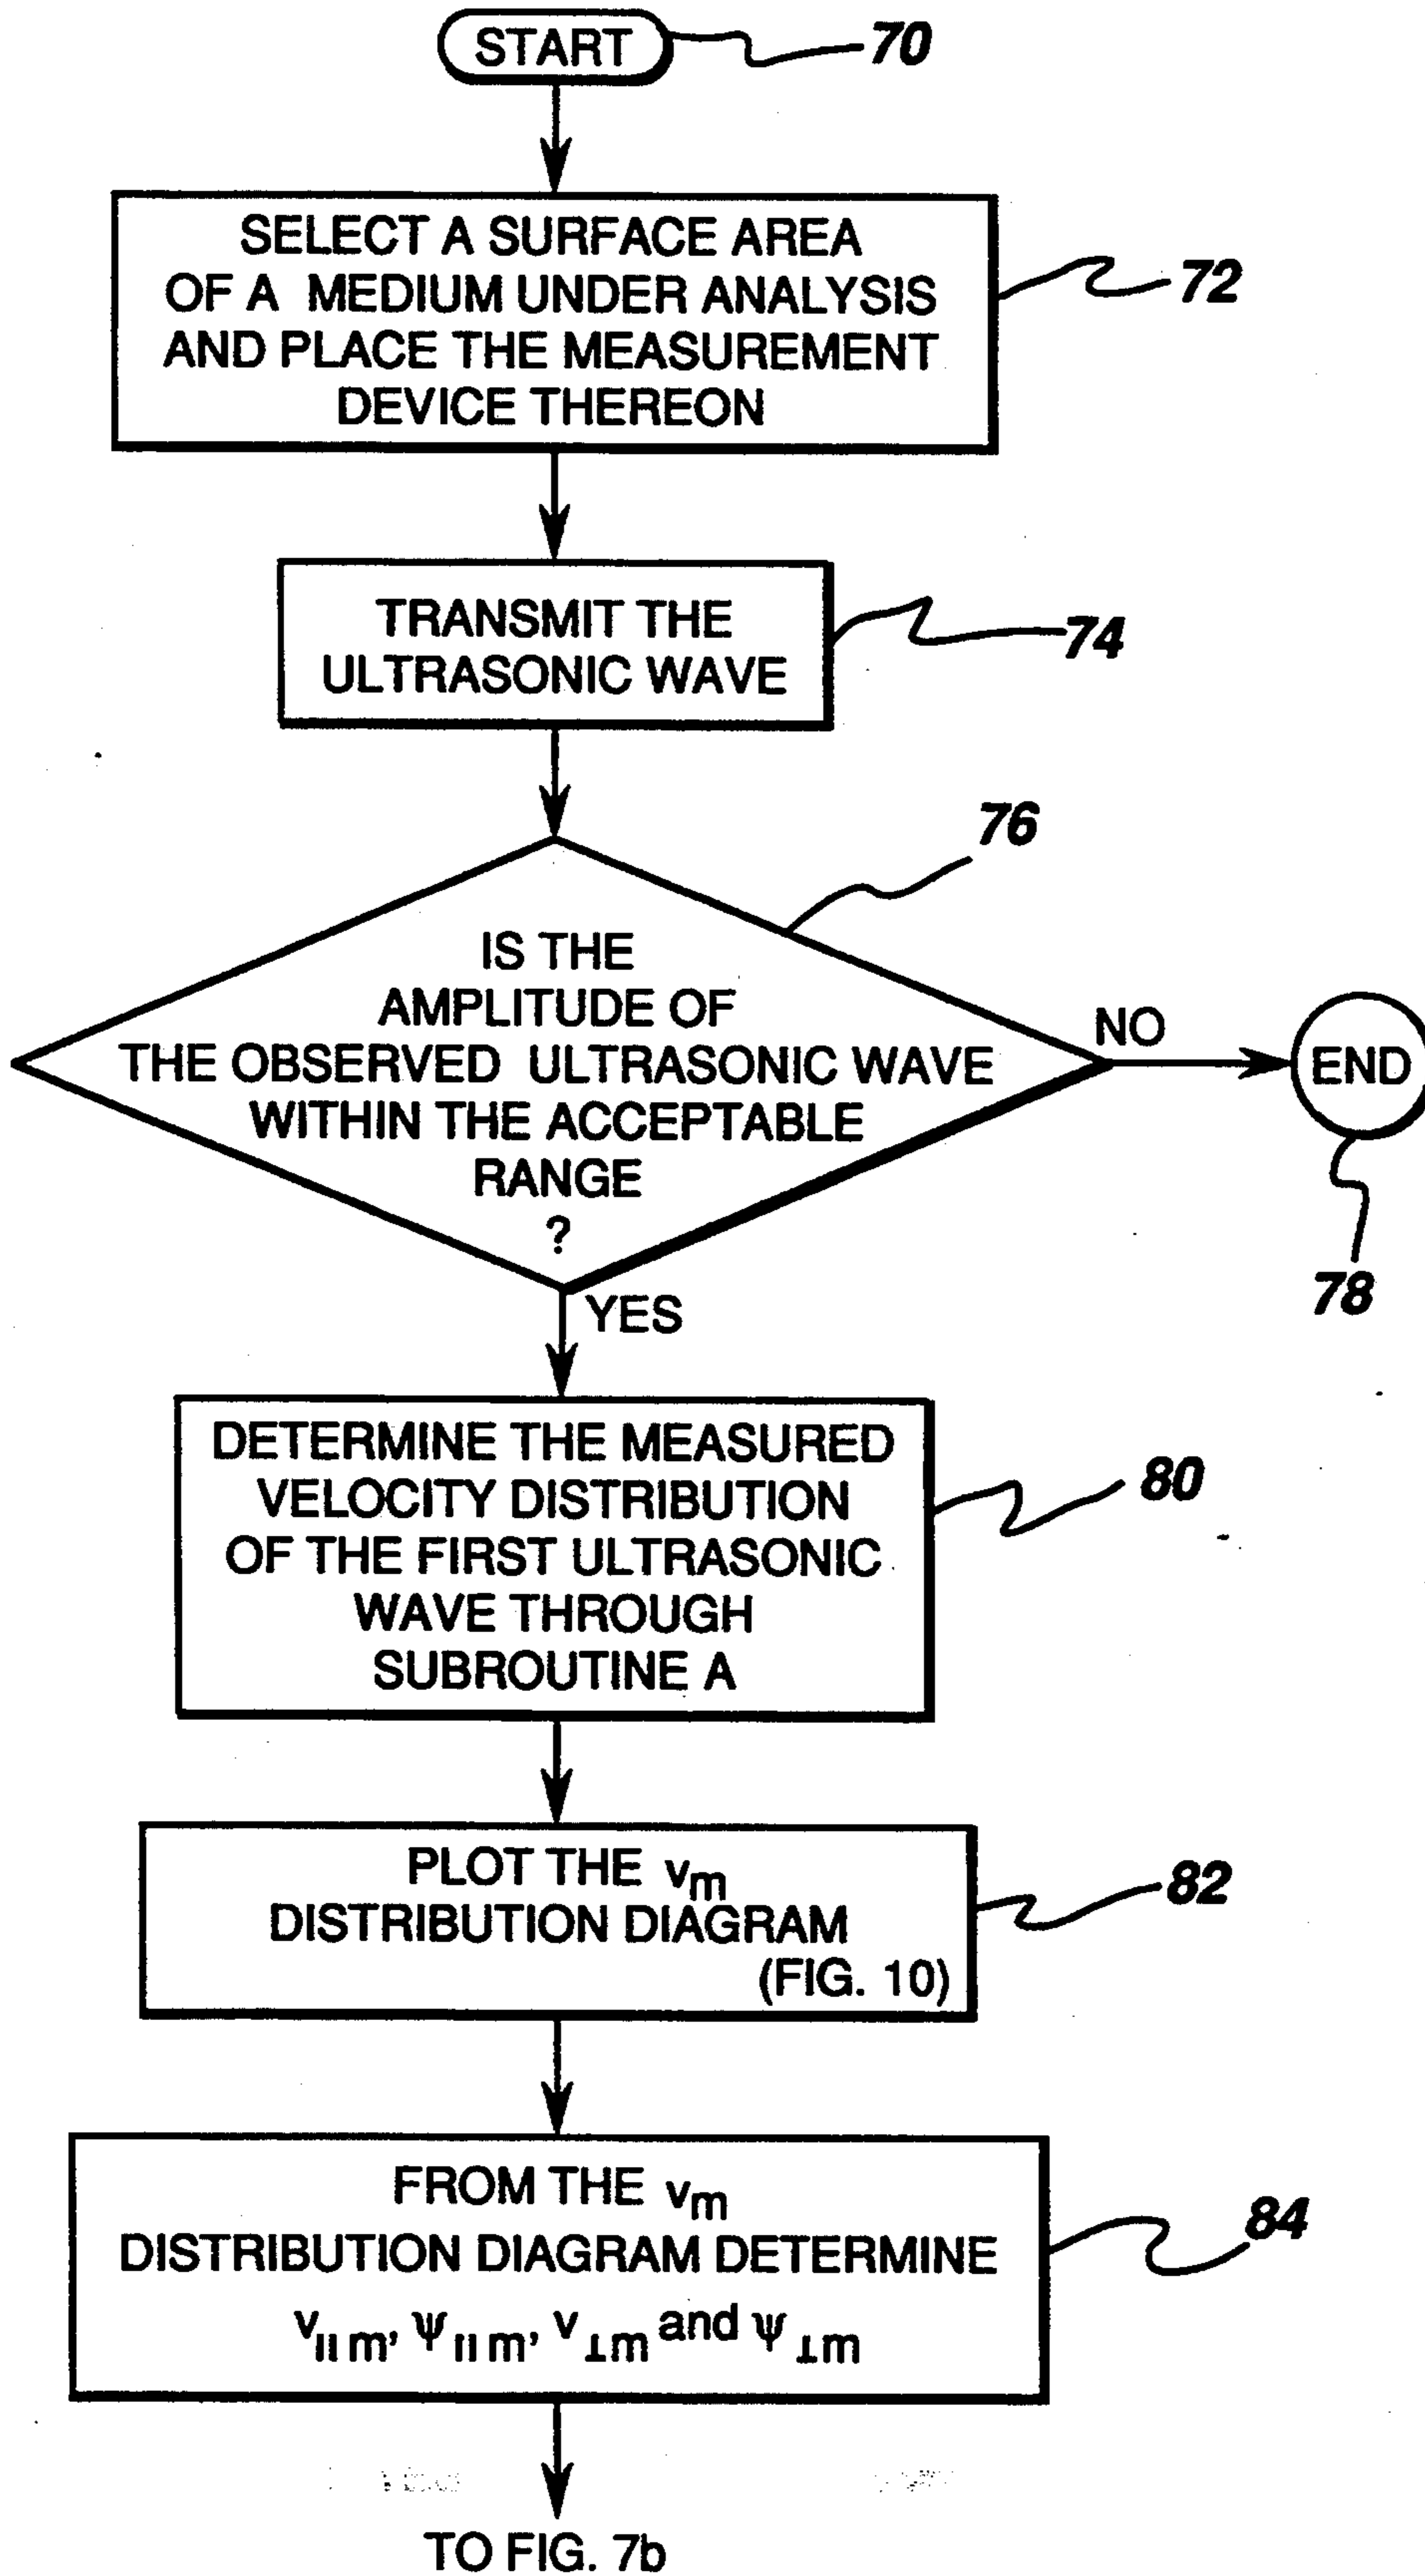 START
70
SELECT A SURFACE AREA
OF A MEDIUM UNDER ANALYSIS
AND PLACE THE MEASUREMENT
DEVICE THEREON
72
TRANSMIT THE
ULTRASONIC WAVE
74
76
IS THE
AMPLITUDE OF
THE OBSERVED ULTRASONIC WAVE
WITHIN THE ACCEPTABLE
RANGE
?
NO
END
78
YES
DETERMINE THE MEASURED
VELOCITY DISTRIBUTION
OF THE FIRST ULTRASONIC
WAVE THROUGH
SUBROUTINE A
80
PLOT THE vm
DISTRIBUTION DIAGRAM
(FIG. 10)
82
FROM THE vm
DISTRIBUTION DIAGRAM DETERMINE
v||m, ψ||m, v⊥m and ψ⊥m
84
TO FIG. 7b